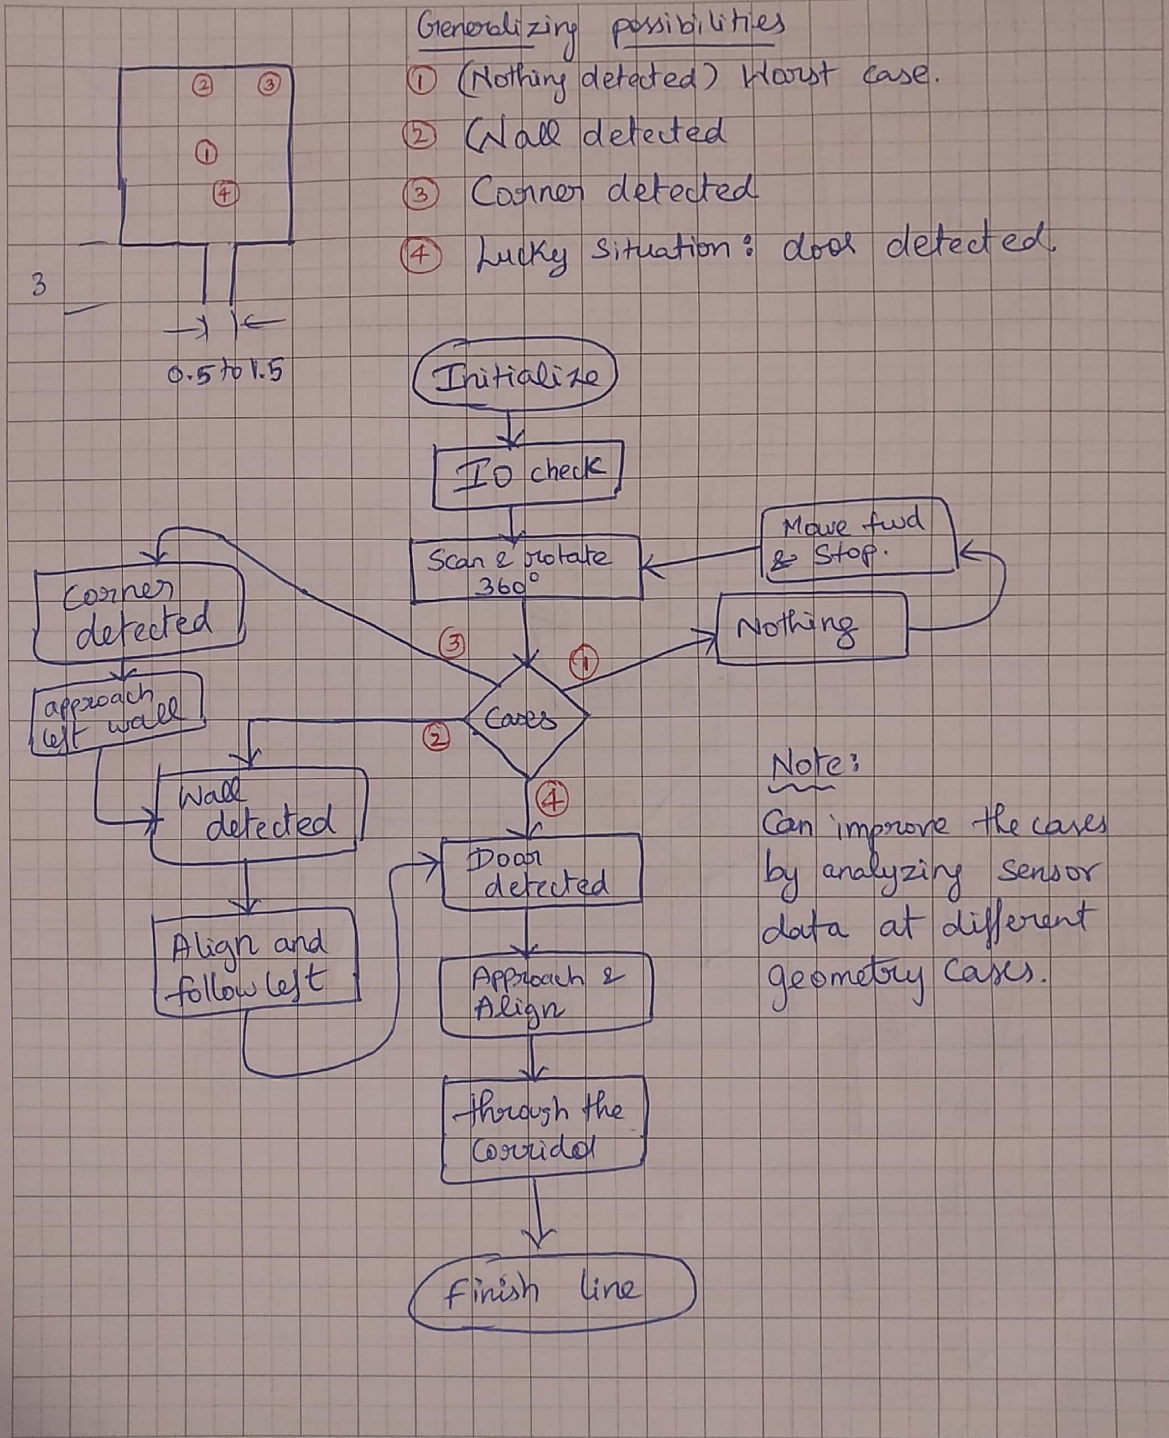 Generalizing possibilities
① (Nothing detected) Worst case.
② Wall detected
③ Corner detected
④ Lucky Situation: door detected.
②
③
①
④
3
0.5 to 1.5
Initialize
IO check
Scan & rotate
360°
Move fwd
& Stop.
Nothing
Corner
detected
③
①
approach
left wall
Cases
②
④
Wall
detected
Door
detected
Align and
follow left
Approach &
Align
through the
Corridor
Finish line
Note:
Can improve the cases
by analyzing sensor
data at different
geometry cases.